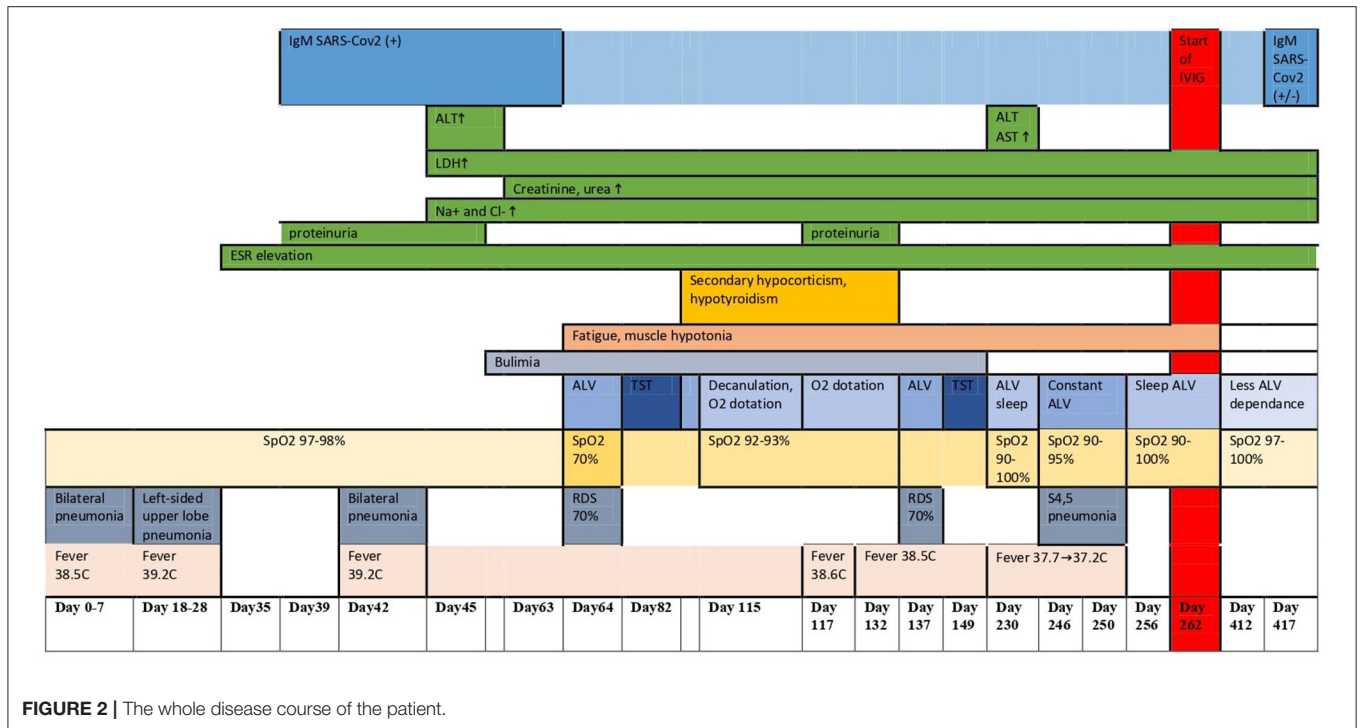 IgM SARS-Cov2 (+)
Start
of
IVIG
IgM
SARS-
Cov2
(+/-)
ALT↑
ALT
AST ↑
LDH↑
Creatinine, urea ↑
Na+ and Cl- ↑
proteinuria
proteinuria
ESR elevation
Secondary hypocorticism,
hypotyroidism
Fatigue, muscle hypotonia
Bulimia
ALV
TST
Decanulation,
O2 dotation
O2 dotation
ALV
TST
ALV
sleep
Constant
ALV
Sleep ALV
Less ALV
dependance
SpO2 97-98%
SpO2
70%
SpO2 92-93%
SpO2
90-
100%
SpO2 90-
95%
SpO2 90-
100%
SpO2 97-
100%
Bilateral
pneumonia
Left-sided
upper lobe
pneumonia
Bilateral
pneumonia
RDS
70%
RDS
70%
S4,5
pneumonia
Fever
38.5C
Fever
39.2C
Fever
39.2C
Fever
38.6C
Fever 38.5C
Fever 37.7→37.2C
Day 0-7
Day 18-28
Day35
Day39
Day42
Day45
Day63
Day64
Day82
Day 115
Day
117
Day
132
Day
137
Day
149
Day
230
Day
246
Day
250
Day
256
Day
262
Day
412
Day
417
FIGURE 2 | The whole disease course of the patient.